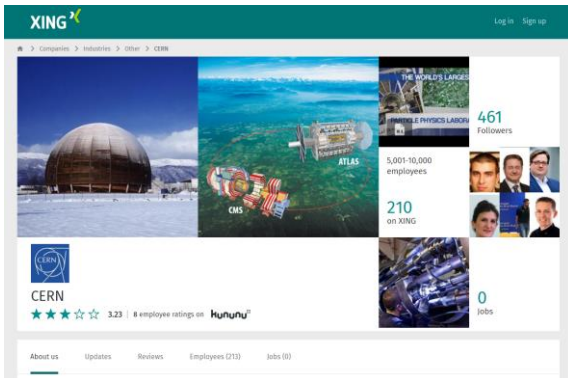 XING
Log in Sign up
> Companies > Industries > Other > CERN
THE WORLD'S LARGES
PARTICLE PHYSICS LABORA
461
Followers
ATLAS
CMS
5,001-10,000
employees
210
on XING
CERN
CERN
3.23 | 8 employee ratings on kununu
0
Jobs
About us Updates Reviews Employees (213) Jobs (0)